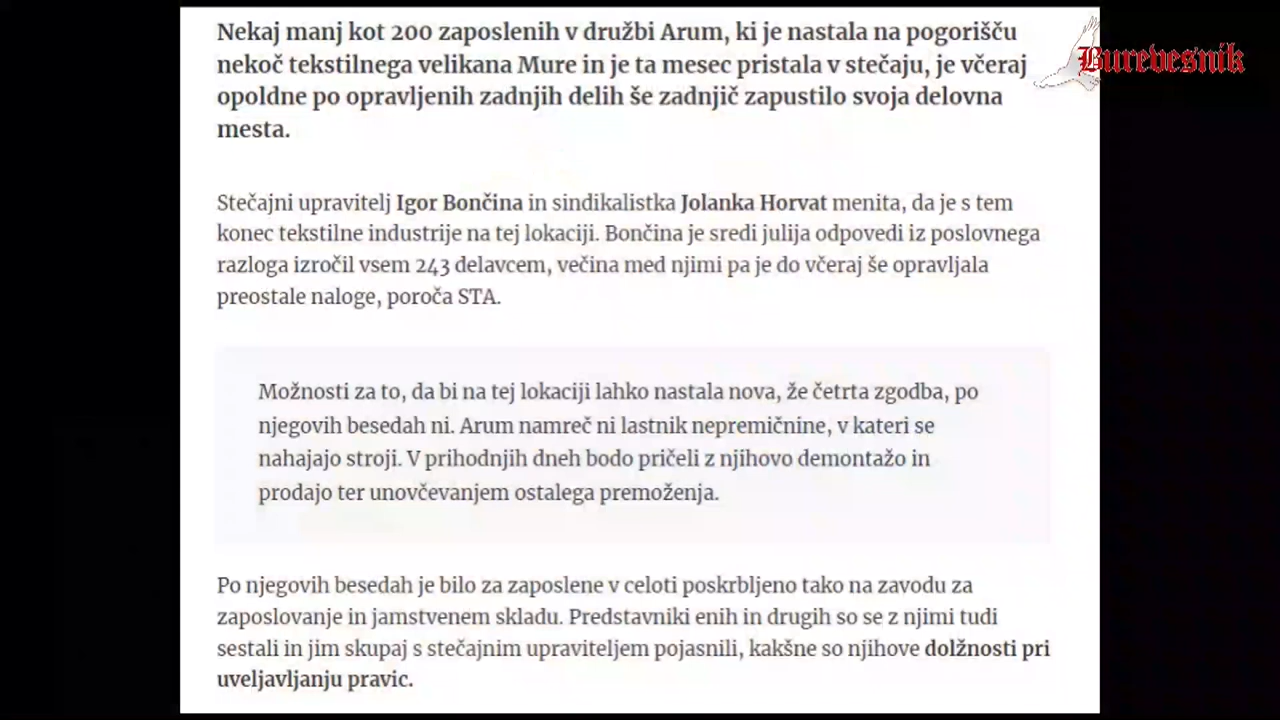 Burevesnik
Nekaj manj kot 200 zaposlenih v družbi Arum, ki je nastala na pogorišču
nekoč tekstilnega velikana Mure in je ta mesec pristala v stečaju, je včeraj
opoldne po opravljenih zadnjih delih še zadnjič zapustilo svoja delovna
mesta.
Stečajni upravitelj Igor Bončina in sindikalistka Jolanka Horvat menita, da je s tem
konec tekstilne industrije na tej lokaciji. Bončina je sredi julija odpovedi iz poslovnega
razloga izročil vsem 243 delavcem, večina med njimi pa je do včeraj še opravljala
preostale naloge, poroča STA.
Možnosti za to, da bi na tej lokaciji lahko nastala nova, že četrta zgodba, po
njegovih besedah ni. Arum namreč ni lastnik nepremičnine, v kateri se
nahajajo stroji. V prihodnjih dneh bodo pričeli z njihovo demontažo in
prodajo ter unovčevanjem ostalega premoženja.
Po njegovih besedah je bilo za zaposlene v celoti poskrbljeno tako na zavodu za
zaposlovanje in jamstvenem skladu. Predstavniki enih in drugih so se z njimi tudi
sestali in jim skupaj s stečajnim upraviteljem pojasnili, kakšne so njihove dolžnosti pri
uveljavljanju pravic.